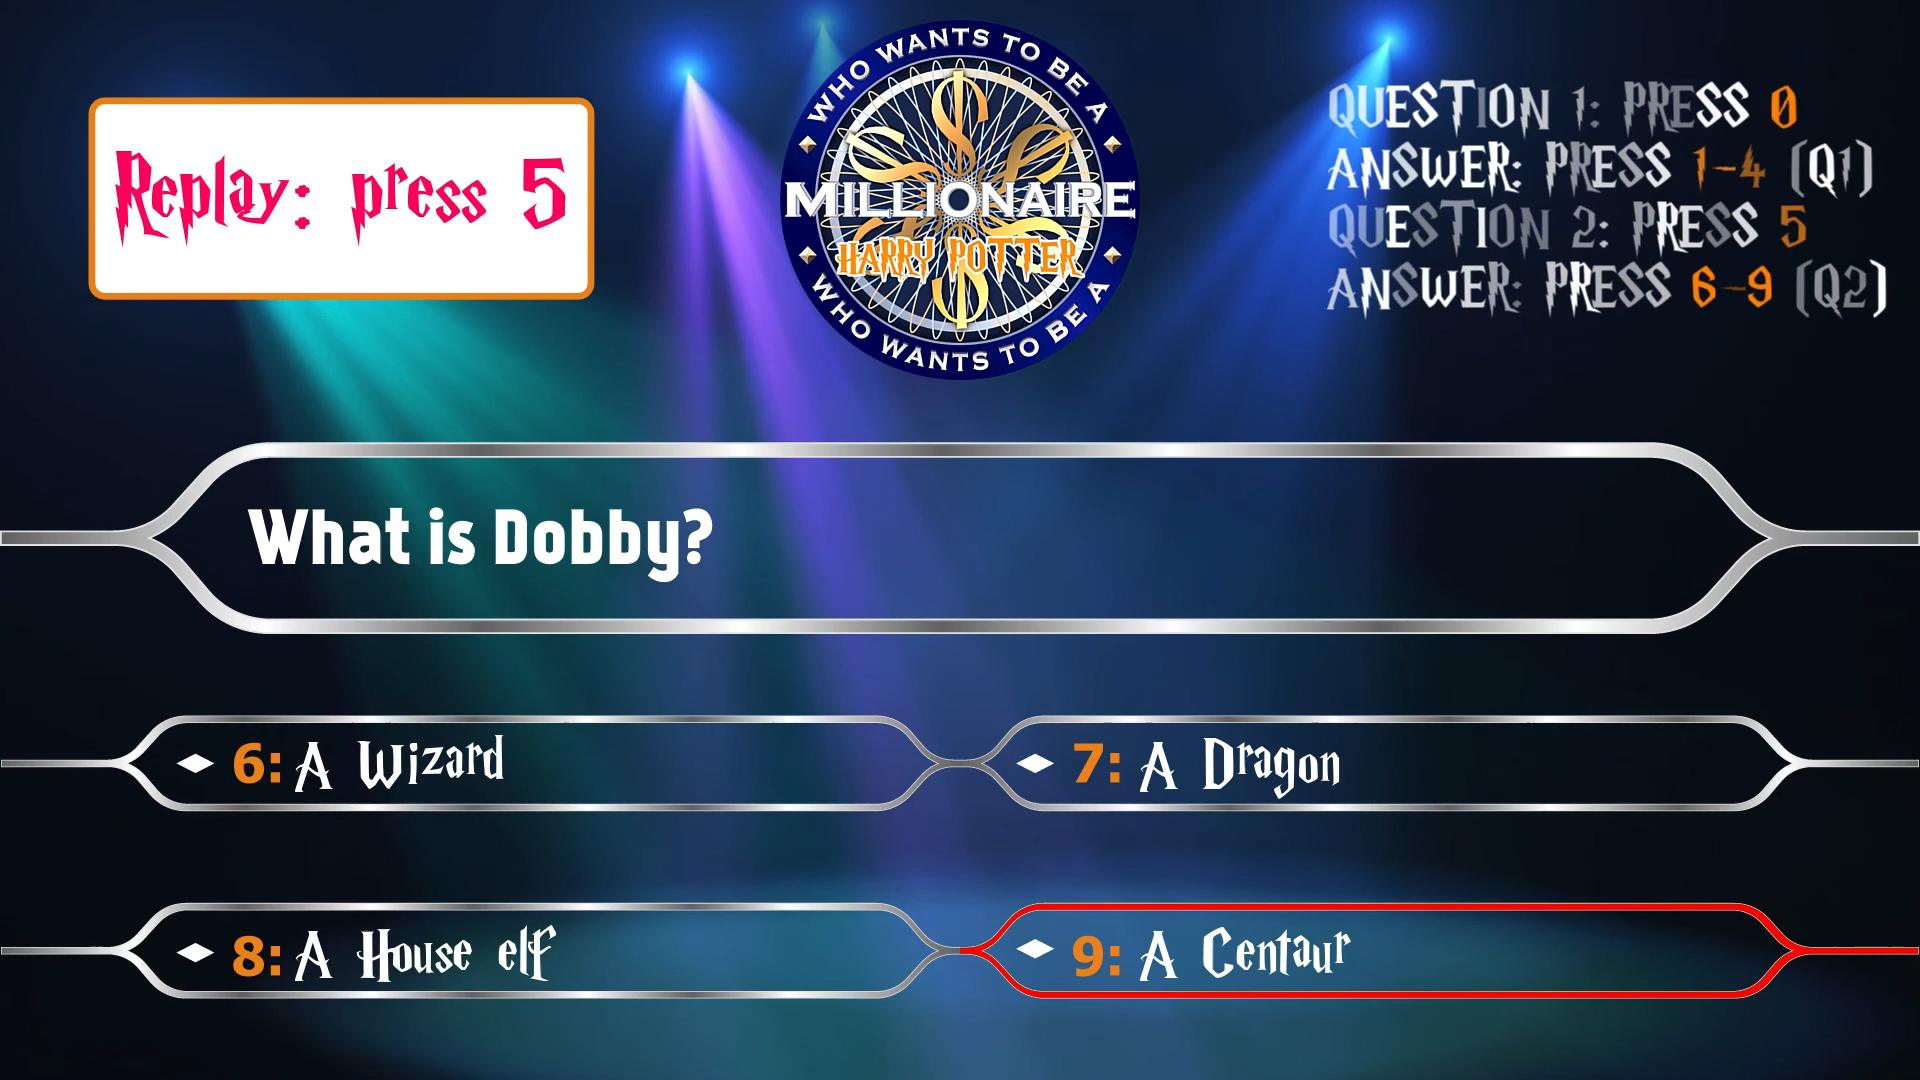 Replay: press 5
WHO WANTS TO BE A
MILLIONAIRE
HARRY POTTER
WHO WANTS TO BE A
QUESTION 1: PRESS 0
ANSWER: PRESS 1-4 (Q1)
QUESTION 2: PRESS 5
ANSWER: PRESS 6-9 (Q2)
What is Dobby?
6: A Wizard
7: A Dragon
8: A House elf
9: A Centaur